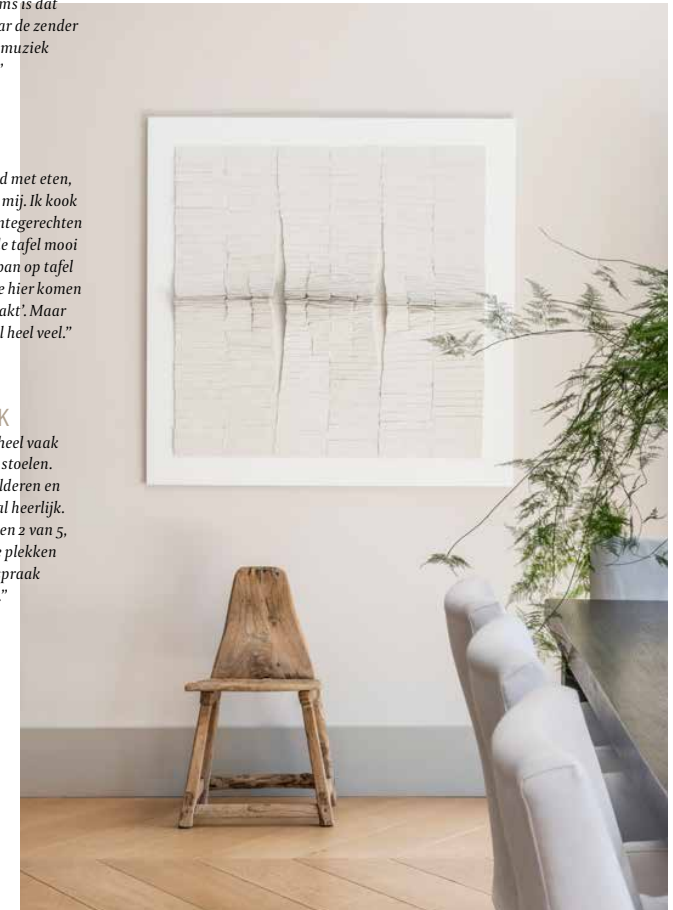 ms is dat
ar de zender
muziek
”
d met eten,
mij. Ik kook
ntegerechten
e tafel mooi
pan op tafel
e hier komen
akt’. Maar
l heel veel.”
K
heel vaak
stoelen.
lderen en
al heerlijk.
en 2 van 5,
e plekken
spraak
.”